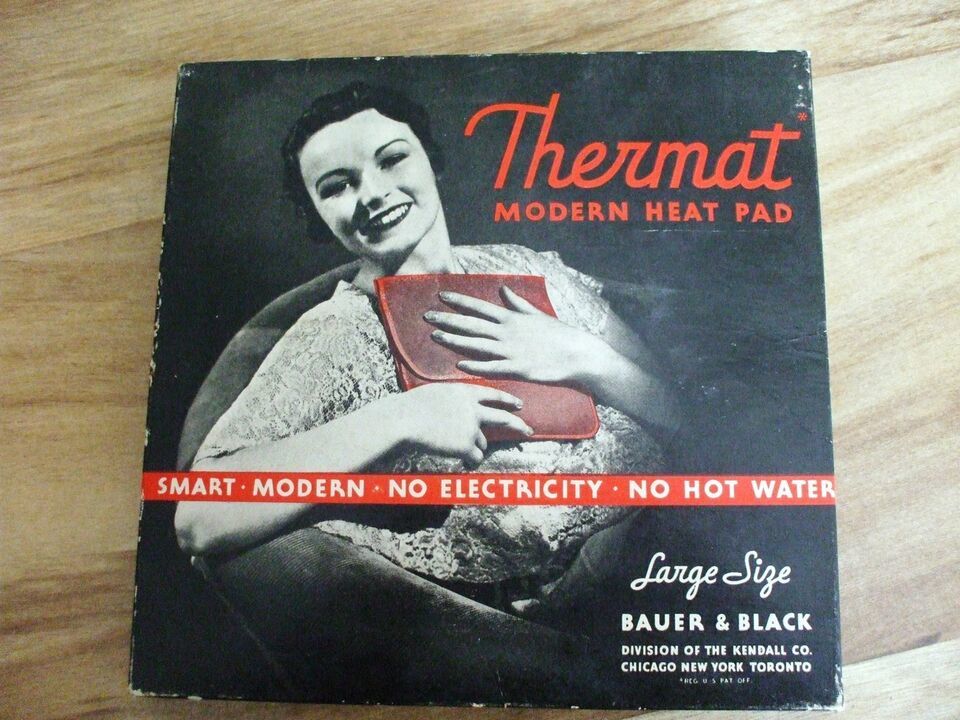 Thermat*
MODERN HEAT PAD
SMART · MODERN · NO ELECTRICITY · NO HOT WATER
Large Size
BAUER & BLACK
DIVISION OF THE KENDALL CO.
CHICAGO NEW YORK TORONTO
*REG. U S PAT OFF.